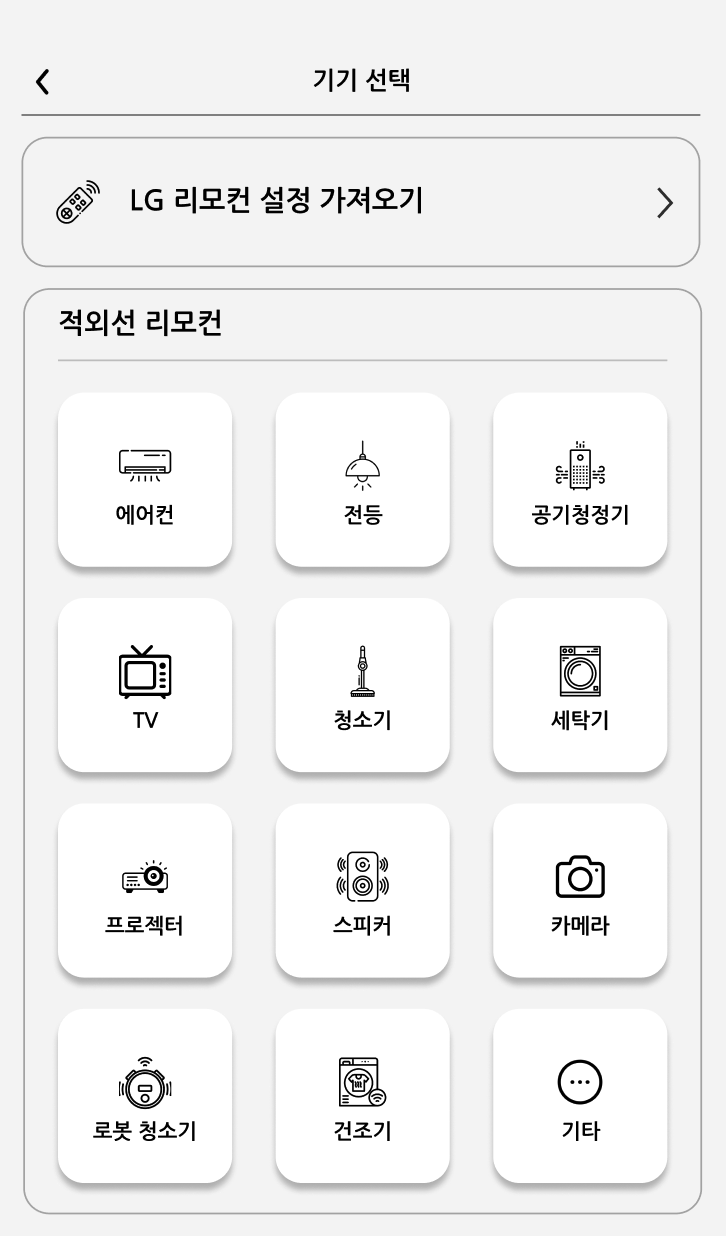 기기 선택
LG 리모컨 설정 가져오기
적외선 리모컨
에어컨
전등
공기청정기
TV
청소기
세탁기
프로젝터
스피커
카메라
로봇 청소기
건조기
기타